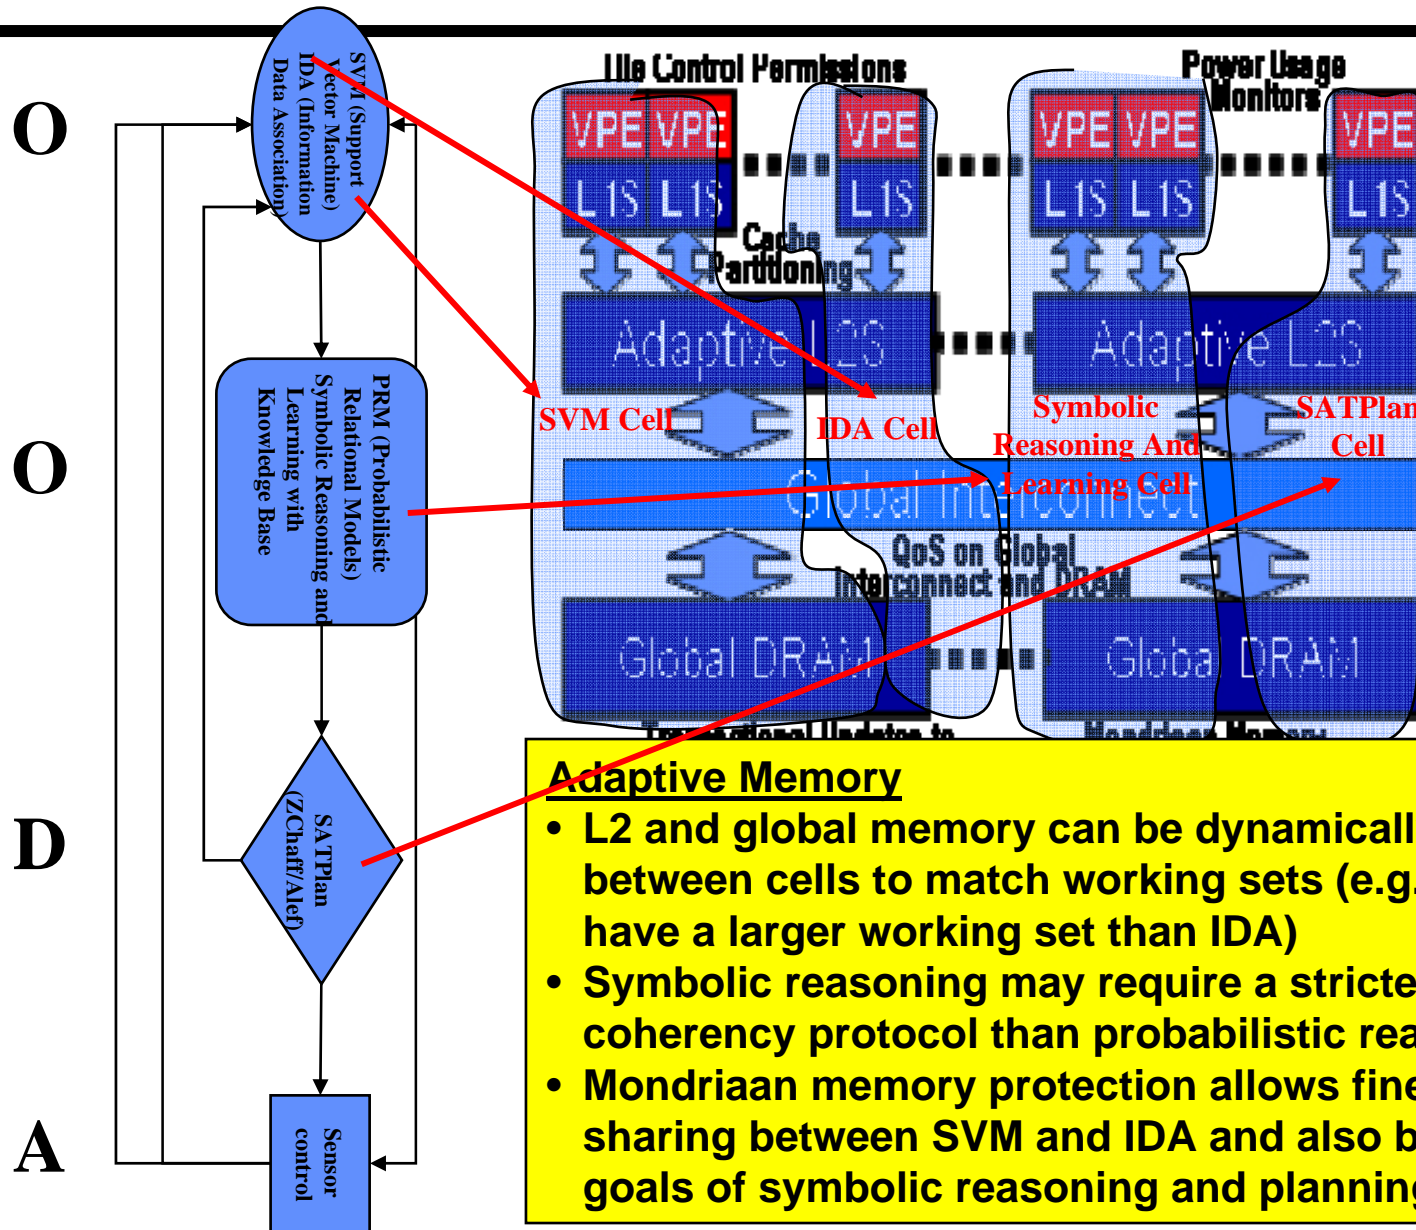 O
O
D
A
SVM (Support
Vector Machine)
IDA (Information
Data Association)
PRM (Probabilistic
Relational Models)
Symbolic Reasoning and
Learning with
Knowledge Base
SATPlan
(ZChaff/Alef)
Sensor
control
Control Permissions
Power Usage
Monitors
VPE VPE VPE VPE VPE VPE
L1S L1S L1S L1S L1S L1S
Cache
Partitioning
Adaptive L2S Adaptive L2S
SVM Cell
IDA Cell
Symbolic
Reasoning And
Learning Cell
SATPlan
Cell
Global Interconnect
QoS on Global
Interconnect and DRAM
Global DRAM Global DRAM
Adaptive Memory
• L2 and global memory can be dynamicall
between cells to match working sets (e.g.
have a larger working set than IDA)
• Symbolic reasoning may require a stricte
coherency protocol than probabilistic rea
• Mondriaan memory protection allows fine
sharing between SVM and IDA and also b
goals of symbolic reasoning and planning